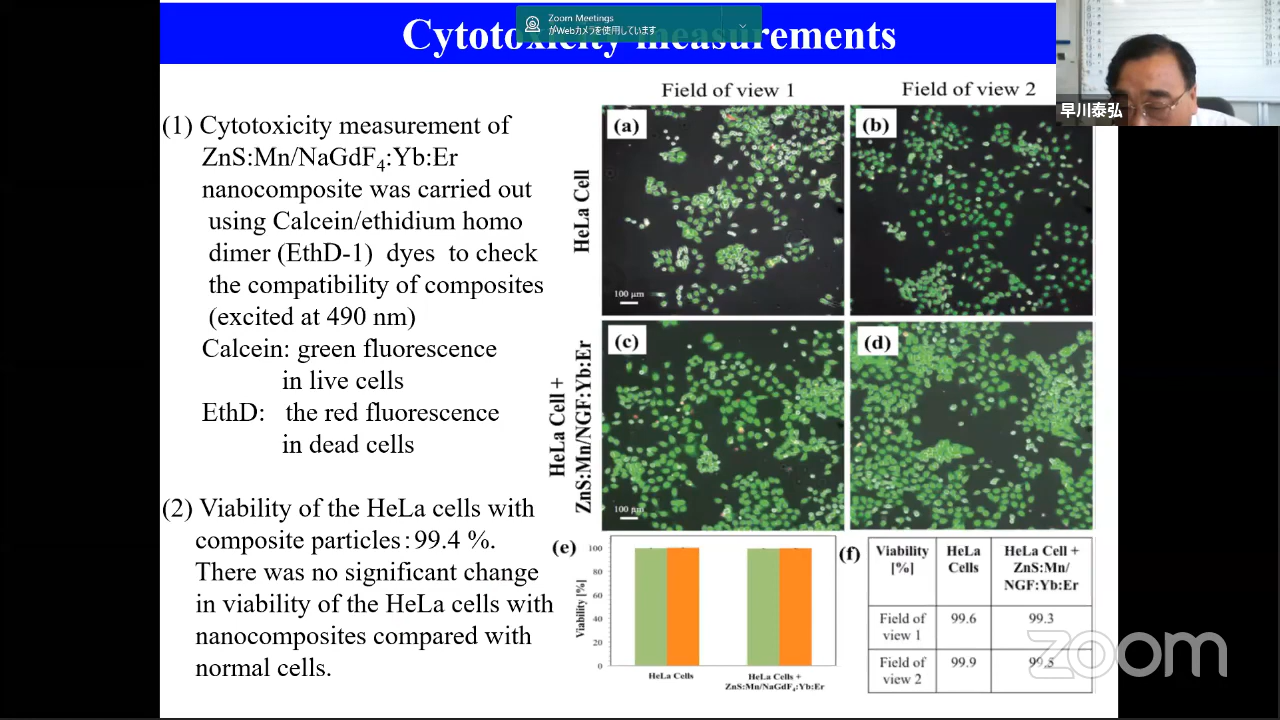 Cytotoxicity measurements
Zoom Meetings
がWebカメラを使用しています
早川泰弘
(1) Cytotoxicity measurement of
ZnS:Mn/NaGdF4:Yb:Er
nanocomposite was carried out
using Calcein/ethidium homo
dimer (EthD-1) dyes to check
the compatibility of composites
(excited at 490 nm)
Calcein: green fluorescence
in live cells
EthD: the red fluorescence
in dead cells
(2) Viability of the HeLa cells with
composite particles : 99.4 %.
There was no significant change
in viability of the HeLa cells with
nanocomposites compared with
normal cells.
Field of view 1
Field of view 2
HeLa Cell
(a)
100 μm
(b)
HeLa Cell +
ZnS:Mn/NGF:Yb:Er
(c)
100 μm
(d)
(e)
Viability [%]
100
80
60
40
20
0
HeLa Cells
HeLa Cells +
ZnS:Mn/NaGdF4:Yb:Er
(f)
Viability [%] HeLa Cells HeLa Cell + ZnS:Mn/ NGF:Yb:Er
Field of view 1 99.6 99.3
Field of view 2 99.9 99.5
zoom